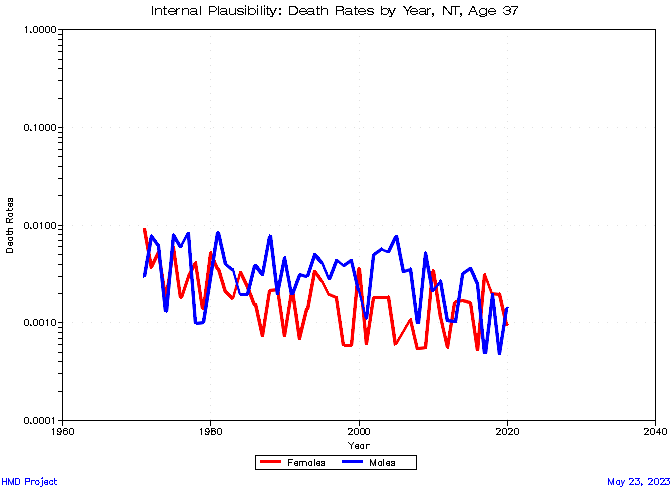 Internal Plausibility: Death Rates by Year, NT, Age 37
1.0000
0.1000
0.0100
0.0010
0.0001
Death Rates
1960
1980
2000
2020
2040
Year
Females
Males
HMD Project
May 23, 2023